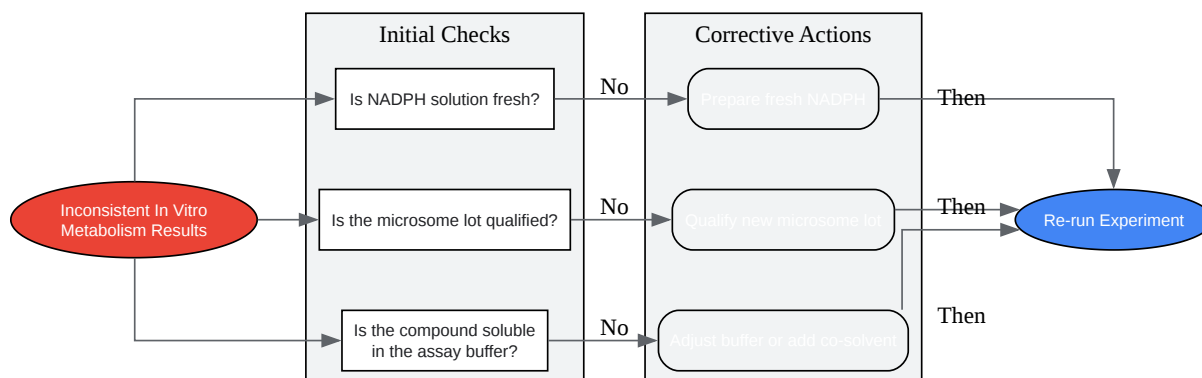 Initial Checks
Corrective Actions
Is NADPH solution fresh?
No
Prepare fresh NADPH
Then
Inconsistent In Vitro
Metabolism Results
Is the microsome lot qualified?
No
Qualify new microsome lot
Then
Re-run Experiment
Is the compound soluble
in the assay buffer?
No
Adjust buffer or add co-solvent
Then